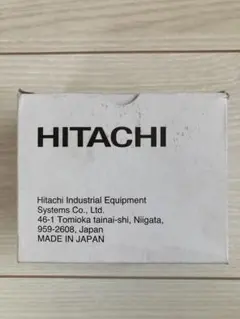 HITACHI
Hitachi Industrial Equipment
Systems Co., Ltd.
46-1 Tomioka tainai-shi, Niigata,
959-2608, Japan
MADE IN JAPAN